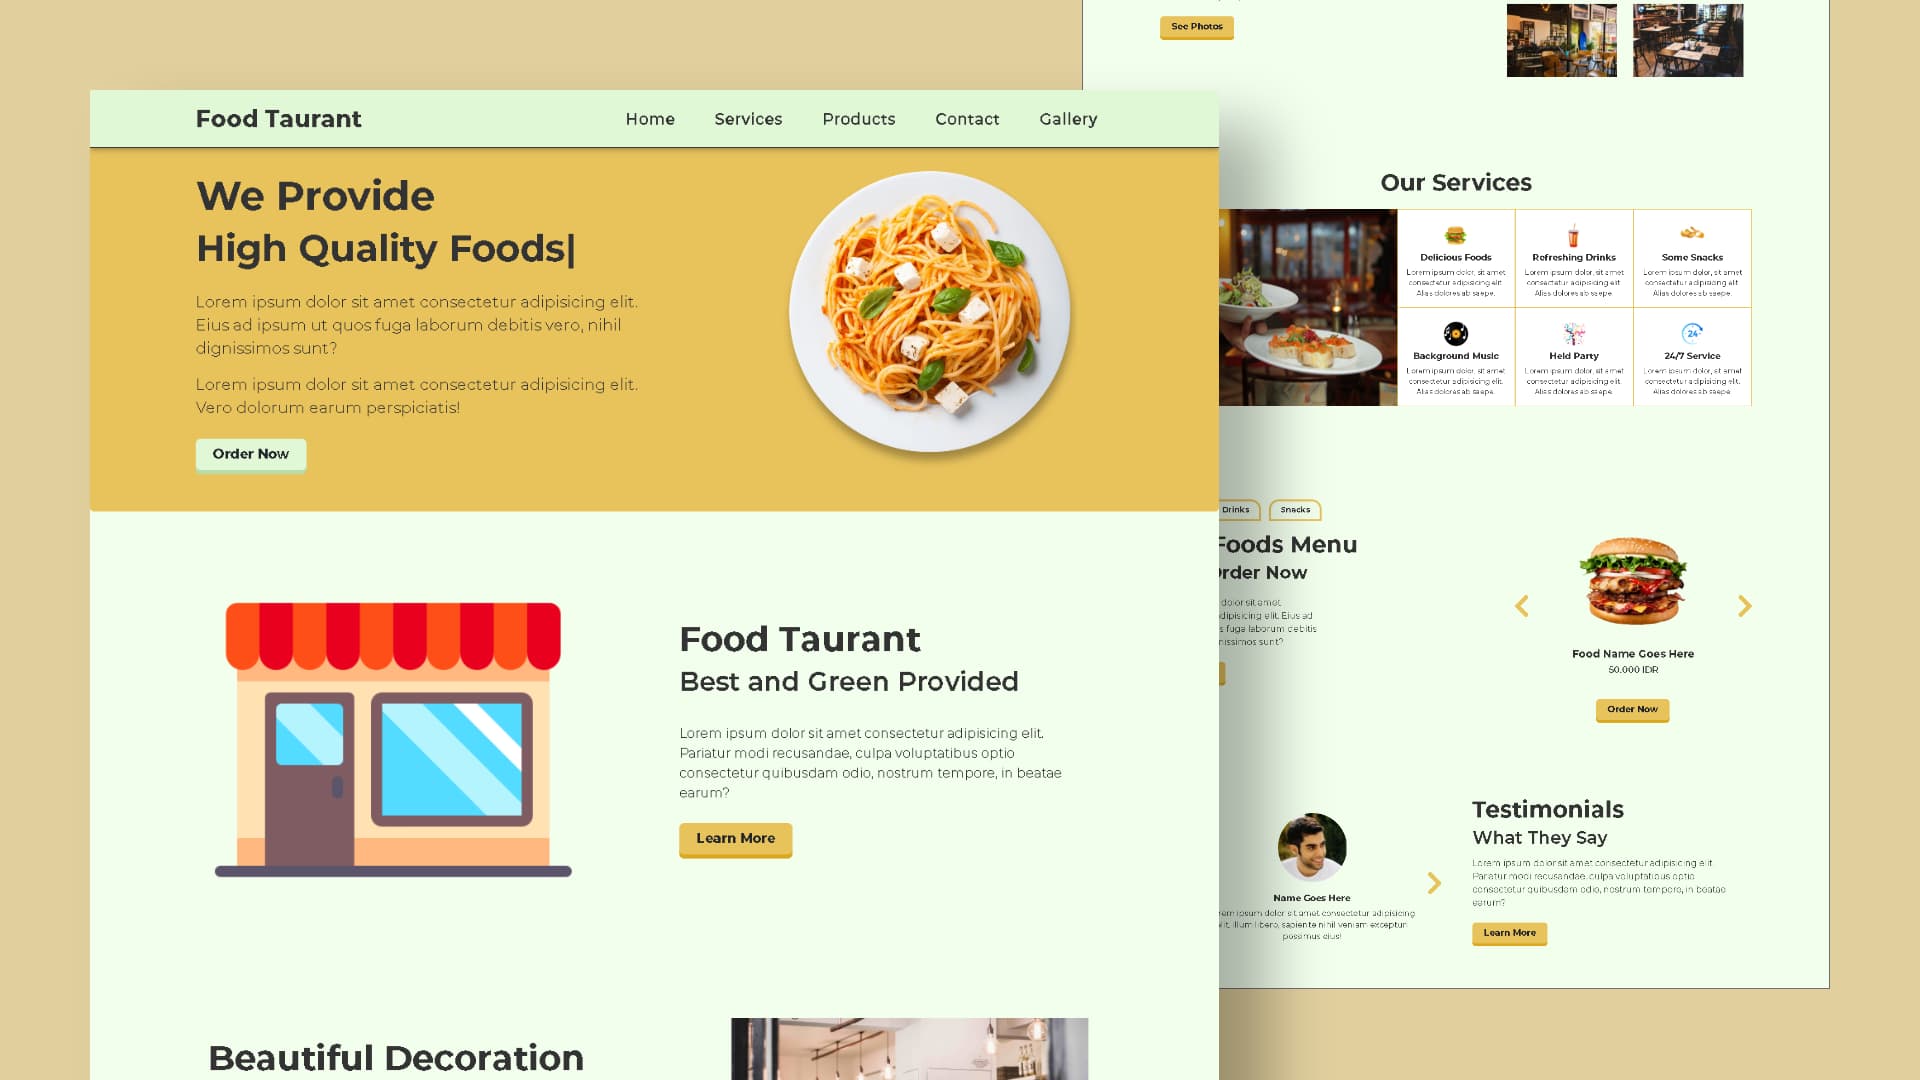 Food Taurant
Home
Services
Products
Contact
Gallery
We Provide
High Quality Foods|
Lorem ipsum dolor sit amet consectetur adipisicing elit.
Eius ad ipsum ut quos fuga laborum debitis vero, nihil
dignissimos sunt?
Lorem ipsum dolor sit amet consectetur adipisicing elit.
Vero dolorum earum perspiciatis!
Order Now
Food Taurant
Best and Green Provided
Lorem ipsum dolor sit amet consectetur adipisicing elit.
Pariatur modi recusandae, culpa voluptatibus optio
consectetur quibusdam odio, nostrum tempore, in beatae
earum?
Learn More
Beautiful Decoration
See Photos
Our Services
Delicious Foods
Lorem ipsum dolor, sit amet
consectetur adipisicing elit.
Alias dolores ab saepe.
Refreshing Drinks
Lorem ipsum dolor, sit amet
consectetur adipisicing elit.
Alias dolores ab saepe.
Some Snacks
Lorem ipsum dolor, sit amet
consectetur adipisicing elit.
Alias dolores ab saepe.
Background Music
Lorem ipsum dolor, sit amet
consectetur adipisicing elit.
Alias dolores ab saepe.
Held Party
Lorem ipsum dolor, sit amet
consectetur adipisicing elit.
Alias dolores ab saepe.
24
24/7 Service
Lorem ipsum dolor, sit amet
consectetur adipisicing elit.
Alias dolores ab saepe.
Drinks
Snacks
Foods Menu
Order Now
dolor sit amet
adipisicing elit. Eius ad
fuga laborum debitis
dignissimos sunt?
Food Name Goes Here
50.000 IDR
Order Now
Name Goes Here
Lorem ipsum dolor sit amet consectetur adipisicing
elit. Illum libero, sapiente nihil veniam excepturi
possimus eius!
Testimonials
What They Say
Lorem ipsum dolor sit amet consectetur adipisicing elit.
Pariatur modi recusandae, culpa voluptatibus optio
consectetur quibusdam odio, nostrum tempore, in beatae
earum?
Learn More